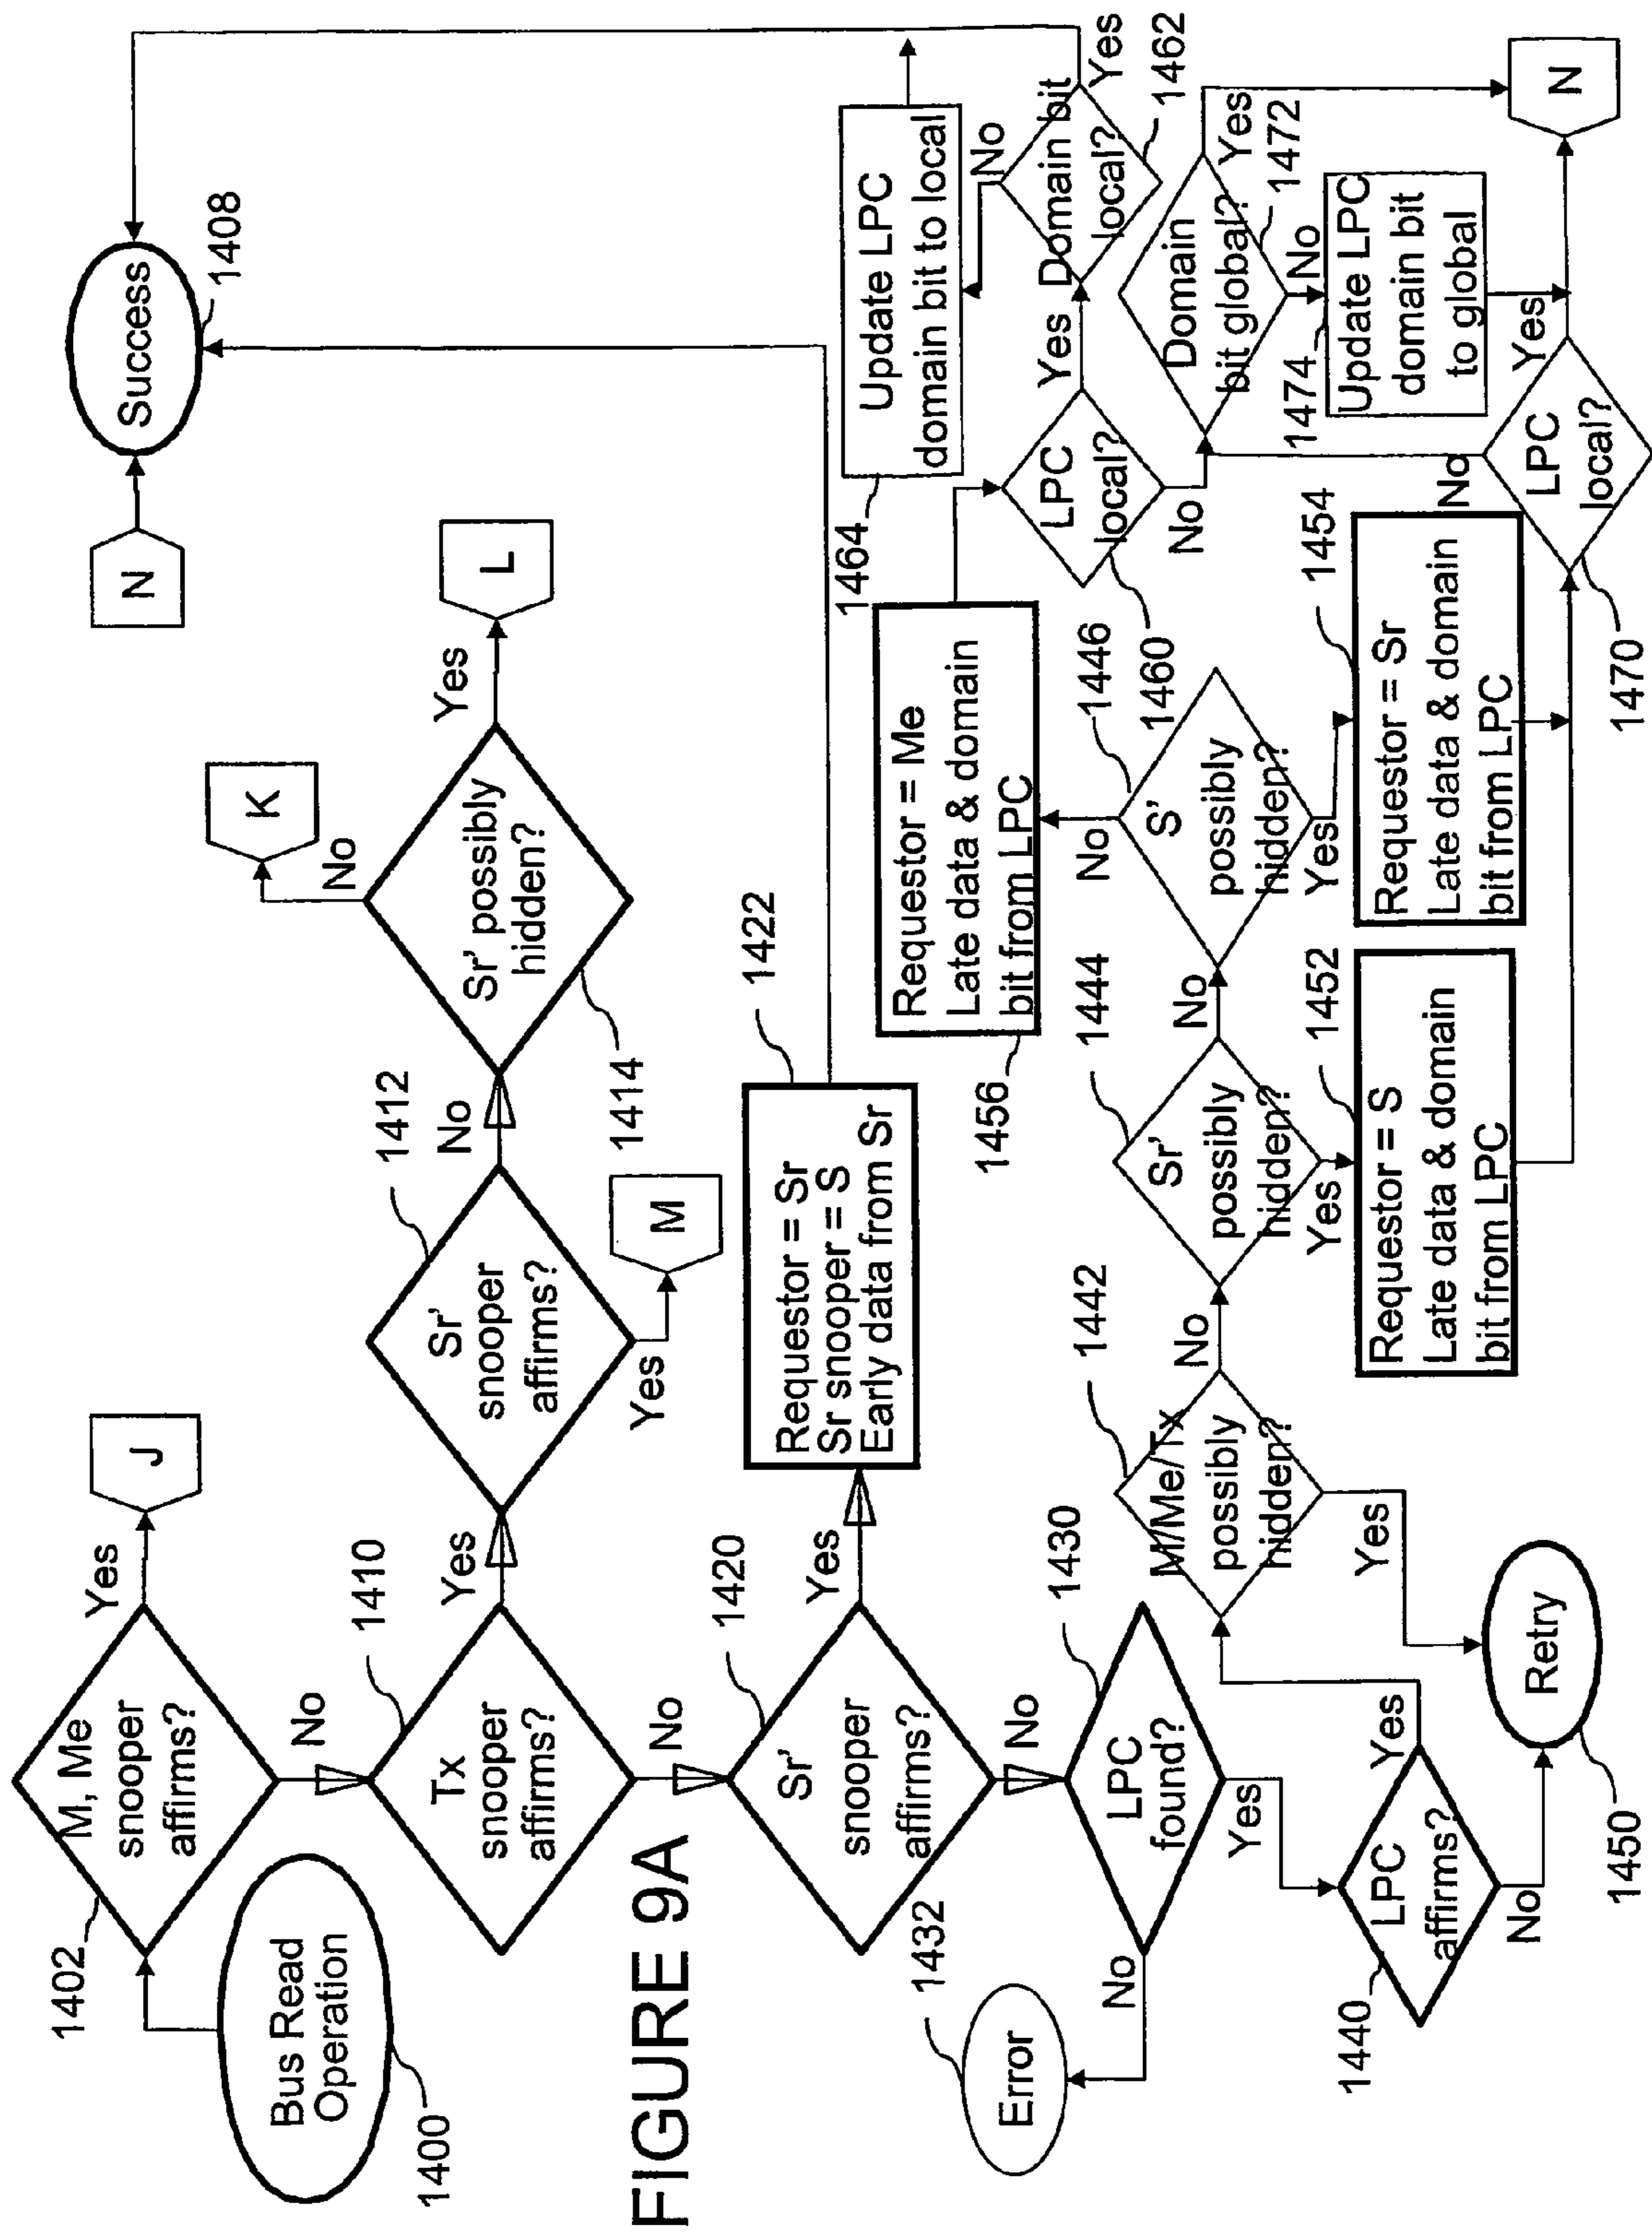 Bus Read
Operation
1400
M, Me
snooper
affirms?
1402
Yes
J
No
Tx
snooper
affirms?
1410
Yes
Sr'
snooper
affirms?
1412
Yes
M
No
Sr' possibly
hidden?
1414
No
K
Yes
L
N
Success
1408
No
Sr'
snooper
affirms?
1420
Yes
Requestor = Sr
Sr snooper = S
Early data from Sr
1422
No
LPC
found?
1430
No
Error
1432
Yes
LPC
affirms?
1440
No
Retry
1450
Yes
M/Me/Tx
possibly
hidden?
1442
Yes
No
Sr'
possibly
hidden?
1444
Yes
Requestor = S
Late data & domain
bit from LPC
1452
No
S'
possibly
hidden?
1446
Yes
Requestor = Sr
Late data & domain
bit from LPC
1454
No
Requestor = Me
Late data & domain
bit from LPC
1456
LPC
local?
1460
Yes
Domain bit
local?
1462
Yes
No
Update LPC
domain bit to local
1464
No
Domain
bit global?
1472
Yes
No
Update LPC
domain bit
to global
1474
LPC
local?
1470
No
Yes
N
FIGURE 9A